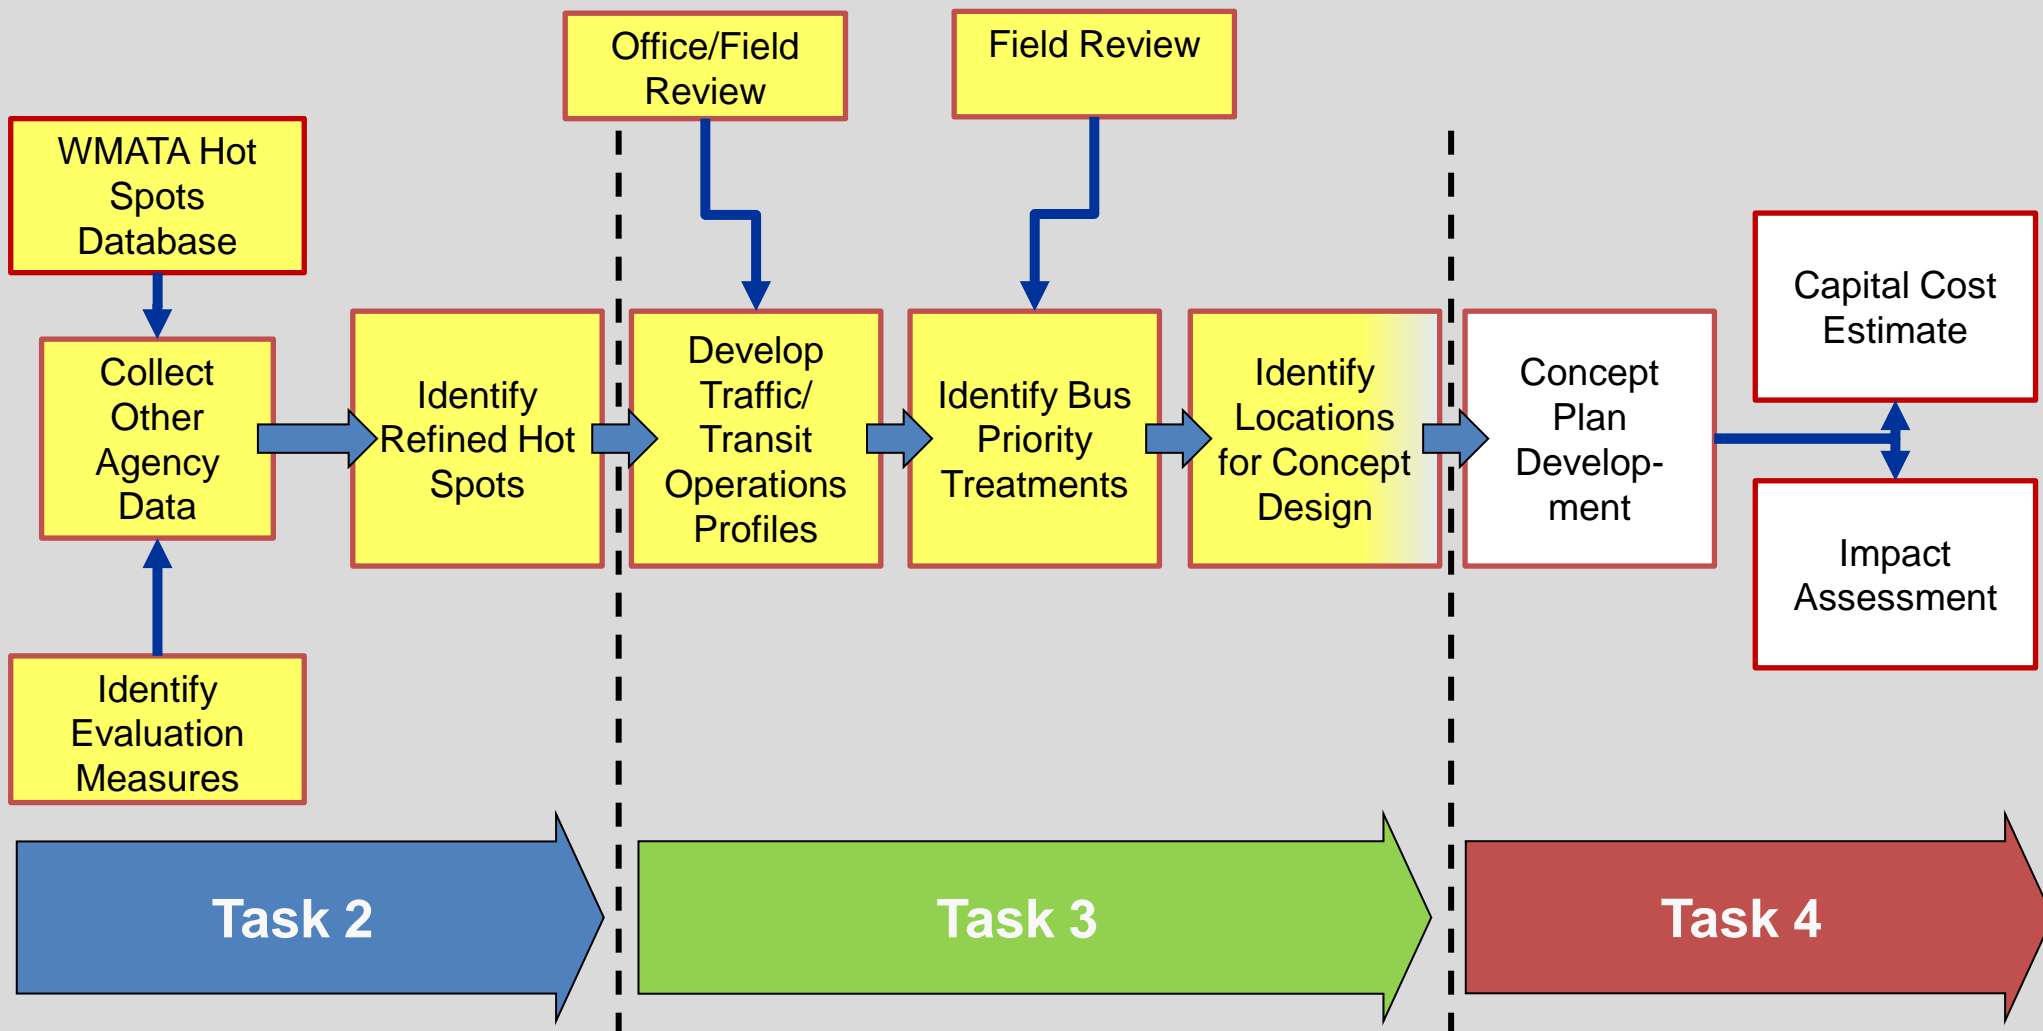 Office/Field
Review
Field Review
WMATA Hot
Spots
Database
Collect
Other
Agency
Data
Identify
Evaluation
Measures
Identify
Refined Hot
Spots
Develop
Traffic/
Transit
Operations
Profiles
Identify Bus
Priority
Treatments
Identify
Locations
for Concept
Design
Concept
Plan
Develop-
ment
Capital Cost
Estimate
Impact
Assessment
Task 2
Task 3
Task 4